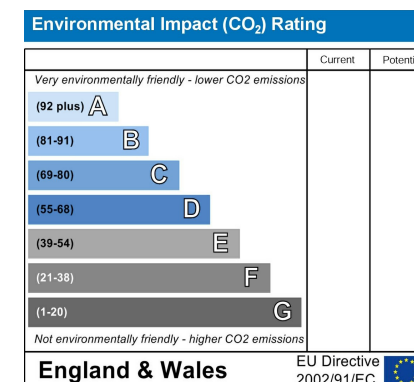 Environmental Impact (CO₂) Rating
Current Potenti
Very environmentally friendly - lower CO2 emissions
(92 plus) A
(81-91) B
(69-80) C
(55-68) D
(39-54) E
(21-38) F
(1-20) G
Not environmentally friendly - higher CO2 emissions
England & Wales
EU Directive
2002/91/EC